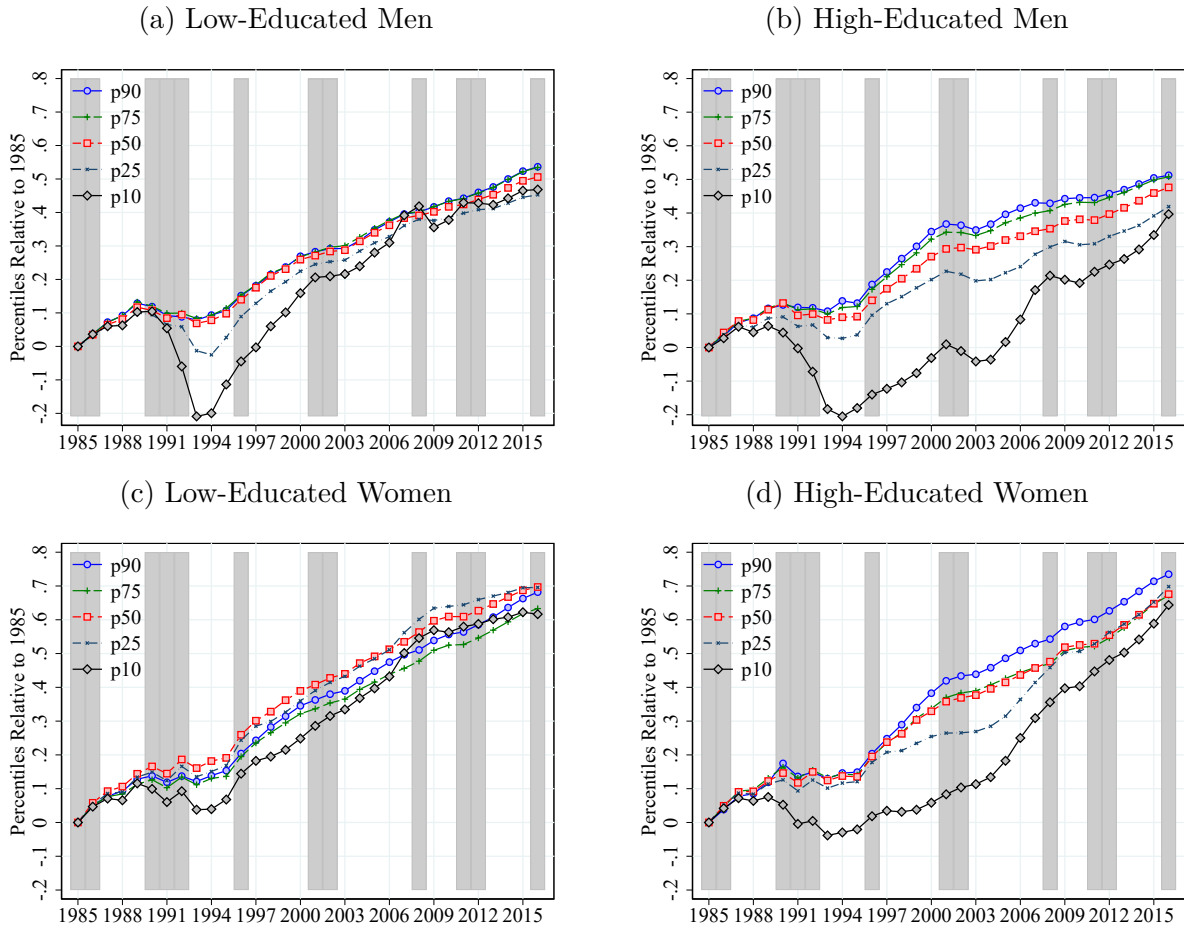 (a) Low-Educated Men
Percentiles Relative to 1985
.8
.7
.6
.5
.4
.3
.2
.1
0
-.1
-.2
p90
p75
p50
p25
p10
1985 1988 1991 1994 1997 2000 2003 2006 2009 2012 2015
(b) High-Educated Men
Percentiles Relative to 1985
.8
.7
.6
.5
.4
.3
.2
.1
0
-.1
-.2
p90
p75
p50
p25
p10
1985 1988 1991 1994 1997 2000 2003 2006 2009 2012 2015
(c) Low-Educated Women
Percentiles Relative to 1985
.8
.7
.6
.5
.4
.3
.2
.1
0
-.1
-.2
p90
p75
p50
p25
p10
1985 1988 1991 1994 1997 2000 2003 2006 2009 2012 2015
(d) High-Educated Women
Percentiles Relative to 1985
.8
.7
.6
.5
.4
.3
.2
.1
0
-.1
-.2
p90
p75
p50
p25
p10
1985 1988 1991 1994 1997 2000 2003 2006 2009 2012 2015